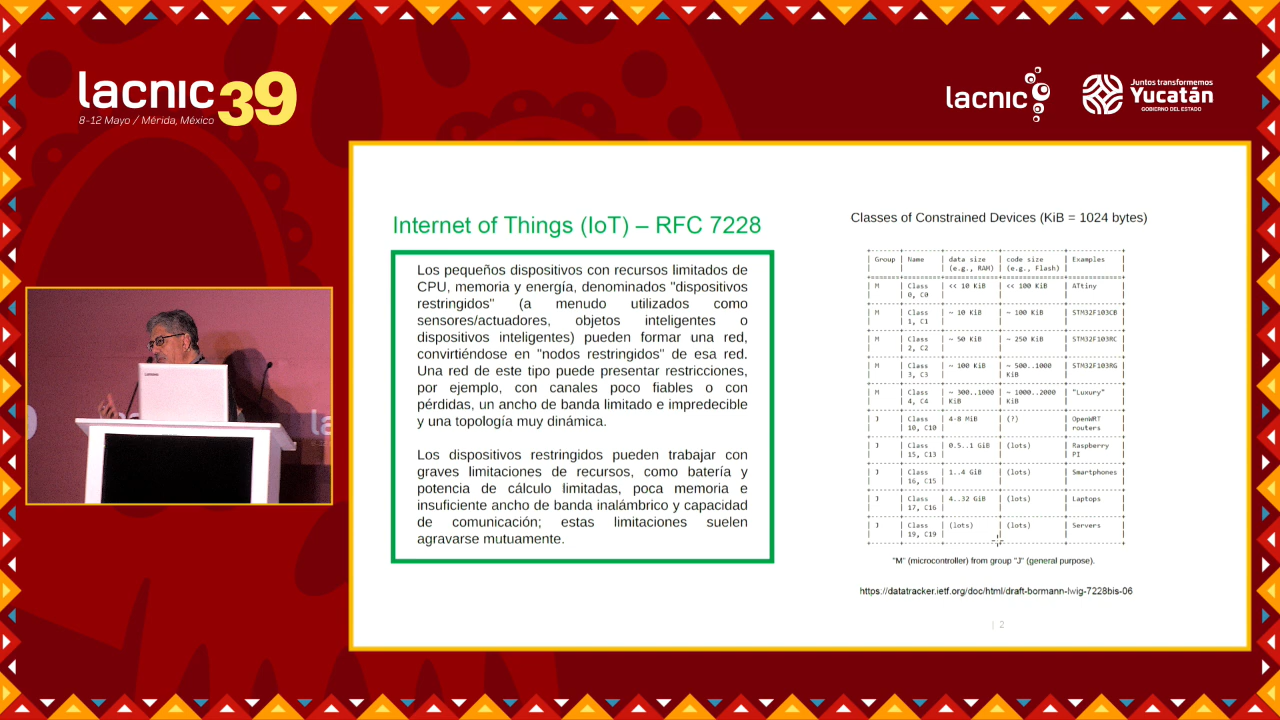 lacnic39
8-12 Mayo / Mérida, México
lacnic
Juntos transformemos
Yucatán
GOBIERNO DEL ESTADO
Internet of Things (IoT) – RFC 7228
Los pequeños dispositivos con recursos limitados de
CPU, memoria y energía, denominados "dispositivos
restringidos" (a menudo utilizados como
sensores/actuadores, objetos inteligentes o
dispositivos inteligentes) pueden formar una red,
convirtiéndose en "nodos restringidos" de esa red.
Una red de este tipo puede presentar restricciones,
por ejemplo, con canales poco fiables o con
pérdidas, un ancho de banda limitado e impredecible
y una topología muy dinámica.
Los dispositivos restringidos pueden trabajar con
graves limitaciones de recursos, como batería y
potencia de cálculo limitadas, poca memoria e
insuficiente ancho de banda inalámbrico y capacidad
de comunicación; estas limitaciones suelen
agravarse mutuamente.
Classes of Constrained Devices (KiB = 1024 bytes)
Group | Name | data size | code size | Examples
(e.g., RAM) | (e.g., Flash)
M | Class | << 10 KiB | << 100 KiB | ATtiny
0, C0
M | Class | ~ 10 KiB | ~ 100 KiB | STM32F103CB
1, C1
M | Class | ~ 50 KiB | ~ 250 KiB | STM32F103RC
2, C2
M | Class | ~ 100 KiB | ~ 500..1000 | STM32F103RG
3, C3 | KiB
M | Class | ~ 300..1000 | ~ 1000..2000 | "Luxury"
4, C4 | KiB | KiB
J | Class | 4-8 MiB | (?) | OpenWRT
10, C10 | routers
J | Class | 0.5..1 GiB | (lots) | Raspberry
15, C13 | PI
J | Class | 1..4 GiB | (lots) | Smartphones
16, C15
J | Class | 4..32 GiB | (lots) | Laptops
17, C16
J | Class | (lots) | (lots) | Servers
19, C19
"M" (microcontroller) from group "J" (general purpose).
https://datatracker.ietf.org/doc/html/draft-bormann-lwig-7228bis-06
| 2
Lenovo
la